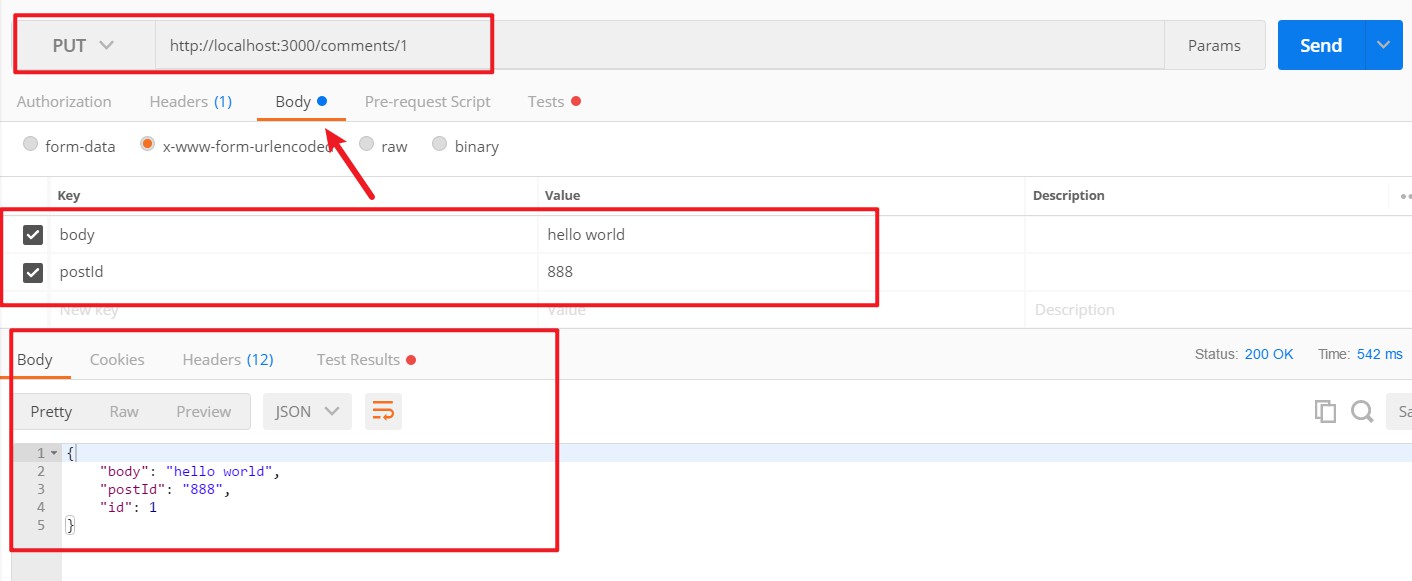 PUT http://localhost:3000/comments/1 Params Send
Authorization Headers (1) Body Pre-request Script Tests
form-data x-www-form-urlencoded raw binary
Key Value Description
body hello world
postId 888
New key Value Description
Body Cookies Headers (12) Test Results Status: 200 OK Time: 542 ms
Pretty Raw Preview JSON Sa
1 {
2 "body": "hello world",
3 "postId": "888",
4 "id": 1
5 }